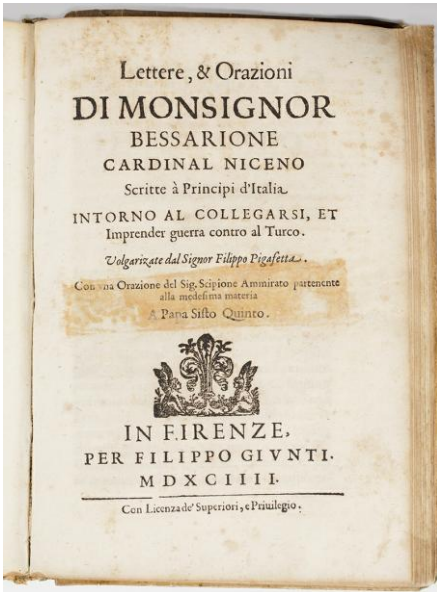 Lettere, & Orazioni
DI MONSIGNOR
BESSARIONE
CARDINAL NICENO
Scritte à Principi d'Italia
INTORNO AL COLLEGARSI, ET
Imprender guerra contro al Turco.
Volgarizate dal Signor Filippo Pigafetta.
Con una Orazione del Sig. Scipione Ammirato partenente
alla medesima materia
A Papa Sisto Quinto.
IN FIRENZE,
PER FILIPPO GIVNTI.
MDXCIIII.
Con Licenza de' Superiori, e Priuilegio.